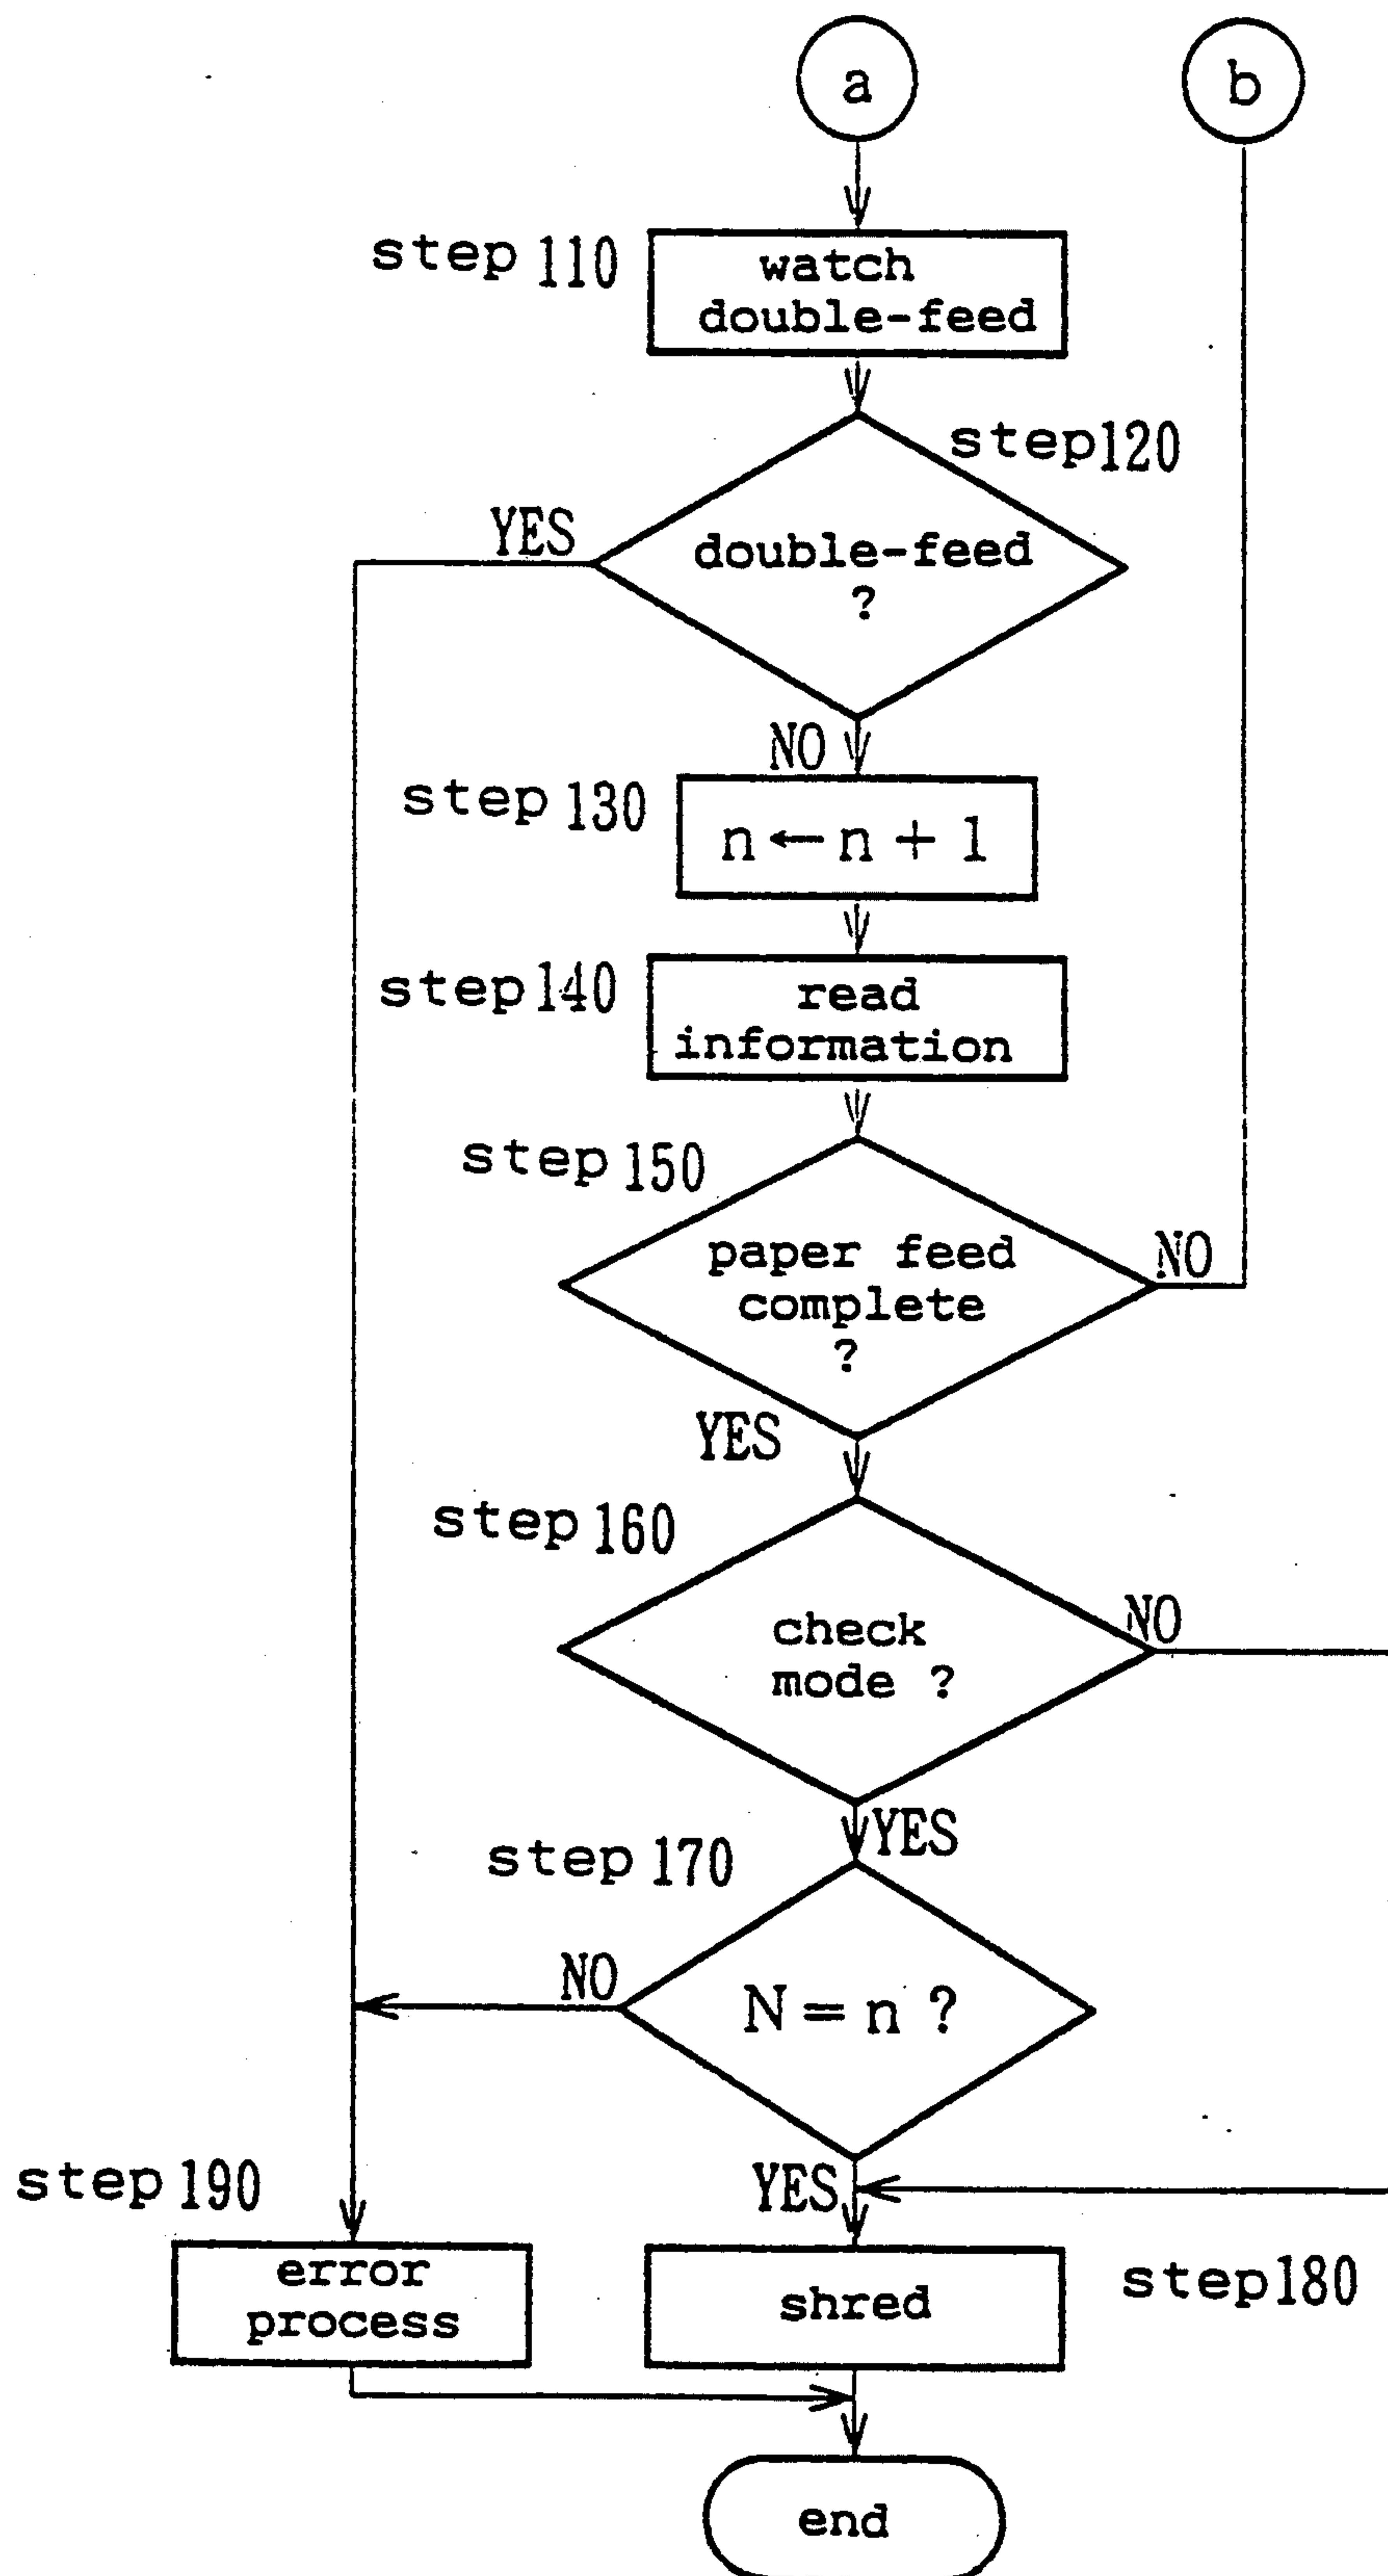 a
b
step 110
watch
double-feed
step120
YES
double-feed
?
NO
step 130
n ← n + 1
step140
read
information
step 150
paper feed
complete
?
NO
YES
step 160
check
mode ?
NO
YES
step 170
NO
N = n ?
YES
step 190
error
process
shred
step180
end